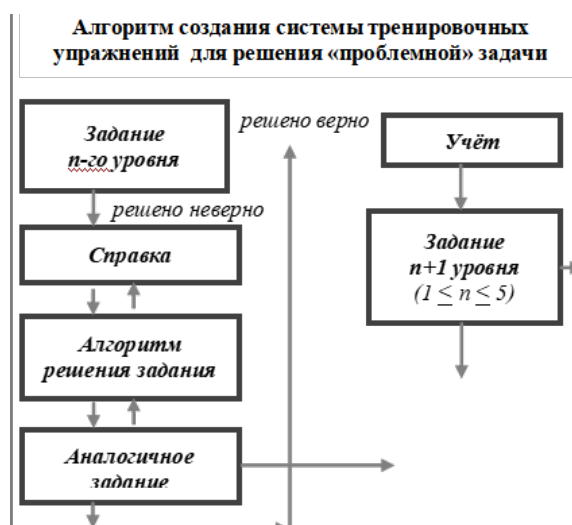 Алгоритм создания системы тренировочных
упражнений для решения «проблемной» задачи
Задание
n-го уровня
решено верно
Учёт
решено неверно
Справка
Задание
n+1 уровня
(1 ≤ n ≤ 5)
Алгоритм
решения задания
Аналогичное
задание